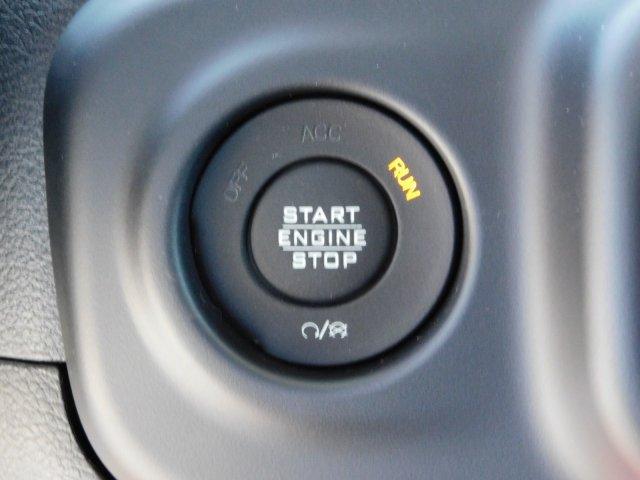 OFF
ACC
RUN
START
ENGINE
STOP